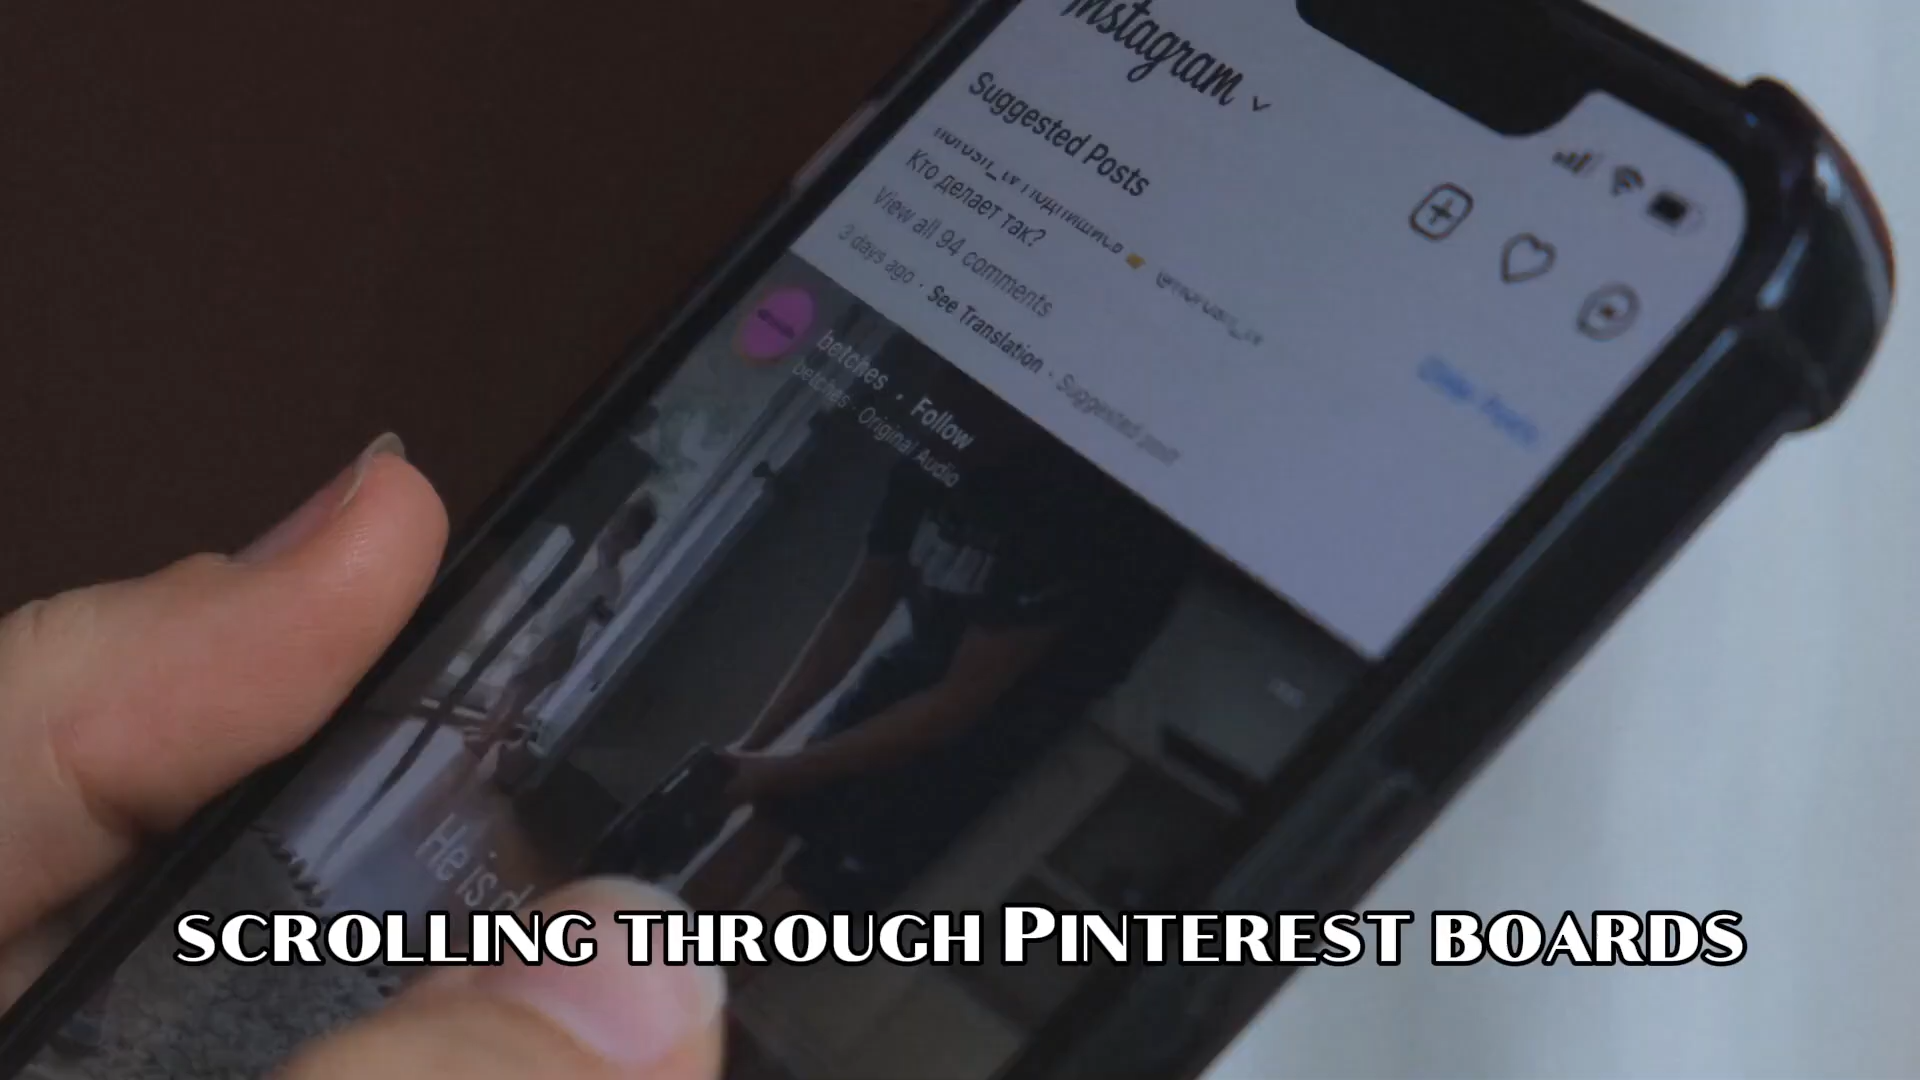 Instagram
Suggested Posts
Кто делает так?
View all 94 comments
3 days ago · See Translation · Suggested post
betches · Follow
betches · Original Audio
He is
SCROLLING THROUGH PINTEREST BOARDS